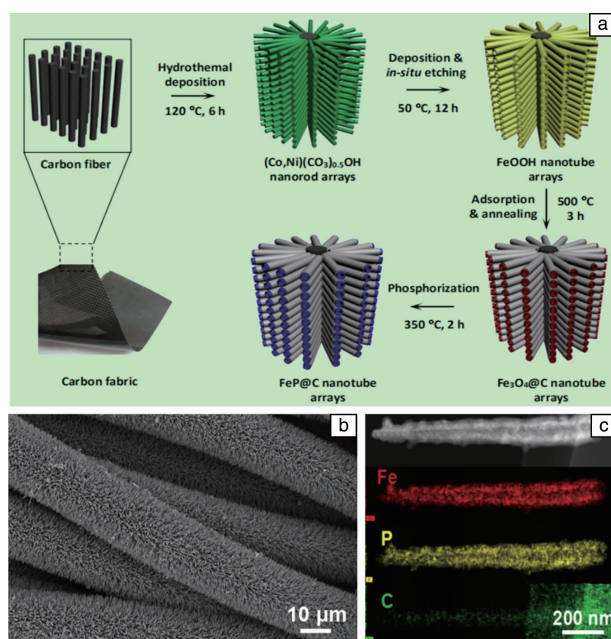 a
Hydrothemal
deposition
120 °C, 6 h
Deposition &
in-situ etching
50 °C, 12 h
Carbon fiber
(Co,Ni)(CO3)0.5OH
nanorod arrays
FeOOH nanotube
arrays
Adsorption
& annealing
500 °C
3 h
Phosphorization
350 °C, 2 h
Carbon fabric
FeP@C nanotube
arrays
Fe3O4@C nanotube
arrays
b
10 μm
c
Fe
P
C
200 nm